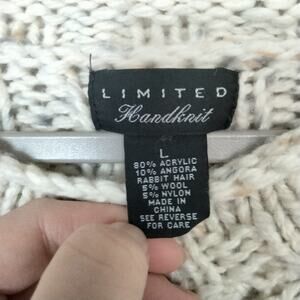 LIMITED
Handknit
L
80% ACRYLIC
10% ANGORA
RABBIT HAIR
5% WOOL
5% NYLON
MADE IN
CHINA
SEE REVERSE
FOR CARE